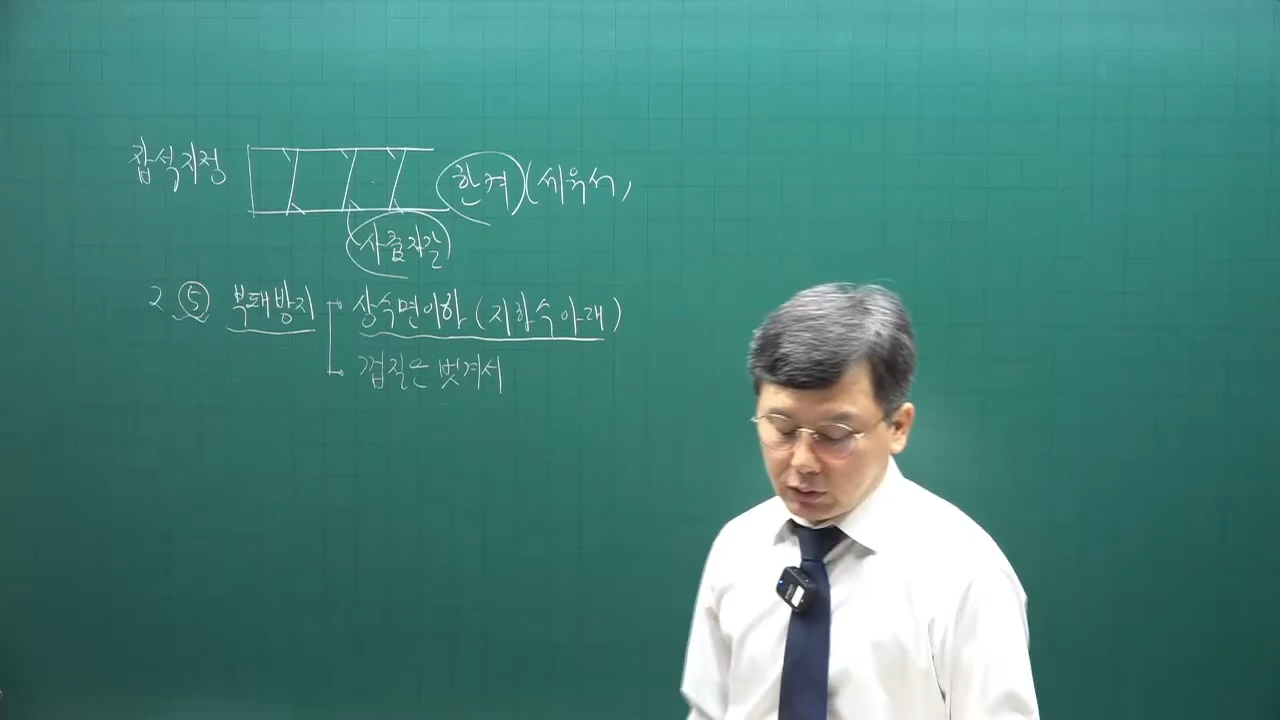 잡석지정 한켜 (세워서,
사춤자갈
2 ⑤ 부패방지 상수면이하 (지하수 아래)
껍질은 벗겨서